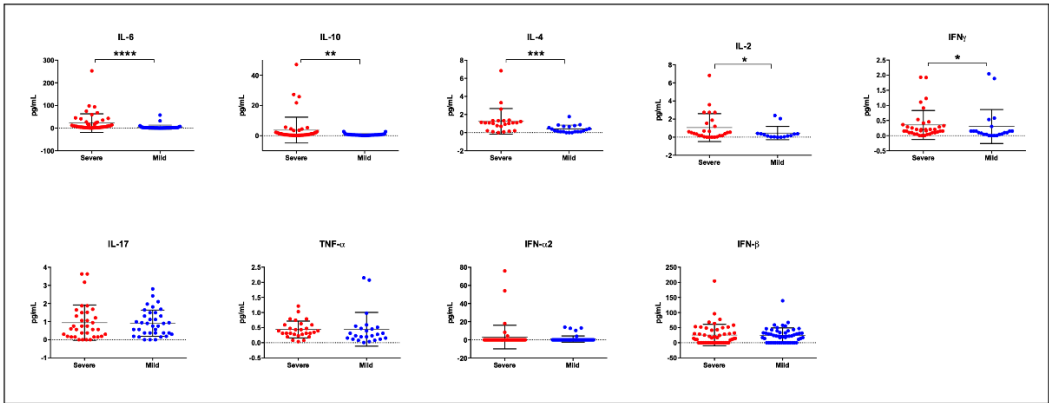 IL-6
****
pg/mL
300
200
100
0
-100
Severe Mild
IL-10
**
pg/mL
40
20
0
Severe Mild
IL-4
***
pg/mL
8
6
4
2
0
-2
Severe Mild
IL-2
*
pg/mL
8
6
4
2
0
-2
Severe Mild
IFNγ
*
pg/mL
2.5
2.0
1.5
1.0
0.5
0.0
-0.5
Severe Mild
IL-17
pg/mL
4
3
2
1
0
-1
Severe Mild
TNF-α
pg/mL
2.5
2.0
1.5
1.0
0.5
0.0
-0.5
Severe Mild
IFN-α2
pg/mL
80
60
40
20
0
-20
Severe Mild
IFN-β
pg/mL
250
200
150
100
50
0
-50
Severe Mild